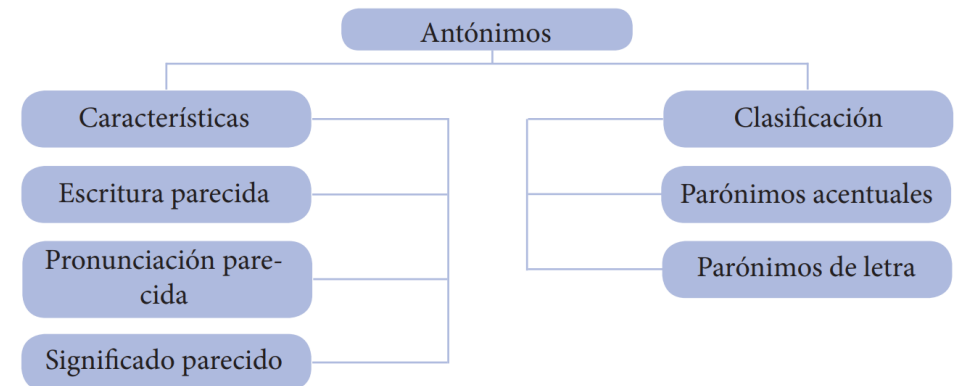 Antónimos
Características
Escritura parecida
Pronunciación pare-
cida
Significado parecido
Clasificación
Parónimos acentuales
Parónimos de letra